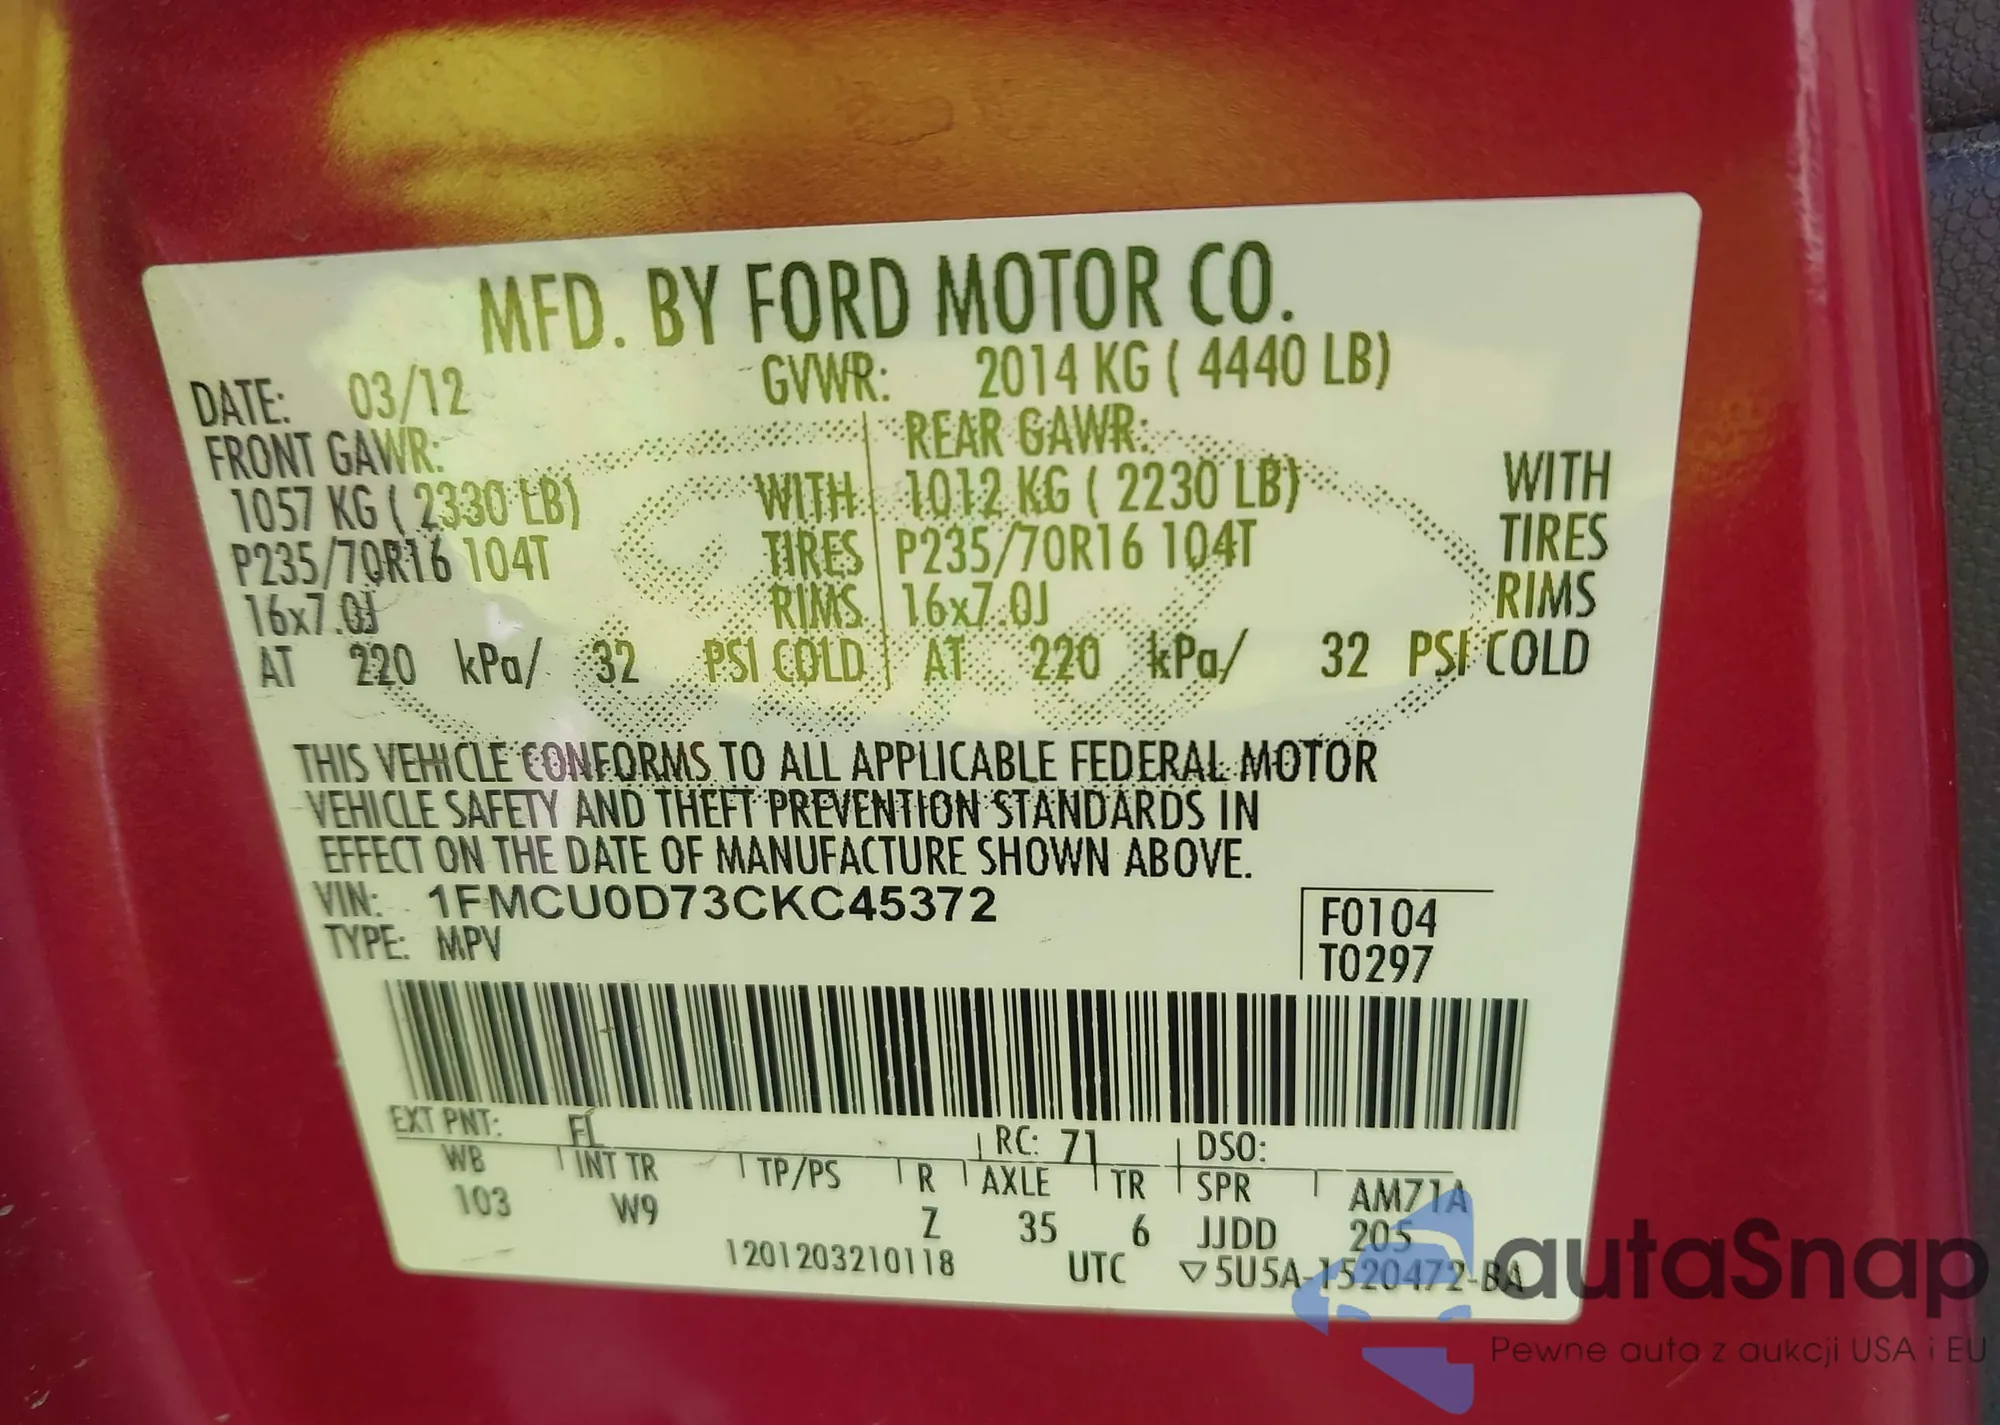 MFD. BY FORD MOTOR CO.
DATE: 03/12 GVWR: 2014 KG ( 4440 LB)
FRONT GAWR: REAR GAWR:
1057 KG ( 2330 LB) WITH 1012 KG ( 2230 LB) WITH
P235/70R16 104T TIRES P235/70R16 104T TIRES
16x7.0J RIMS 16x7.0J RIMS
AT 220 kPa/ 32 PSI COLD AT 220 kPa/ 32 PSI COLD
THIS VEHICLE CONFORMS TO ALL APPLICABLE FEDERAL MOTOR
VEHICLE SAFETY AND THEFT PREVENTION STANDARDS IN
EFFECT ON THE DATE OF MANUFACTURE SHOWN ABOVE.
VIN: 1FMCU0D73CKC45372
TYPE: MPV
F0104
T0297
EXT PNT: FL RC: 71 DSO:
WB INT TR TP/PS R AXLE TR SPR AM71A
103 W9 Z 35 6 JJDD 205
1201203210118 UTC ▽5U5A-1520472-BA
autaSnap
Pewne auta z aukcji USA i EU